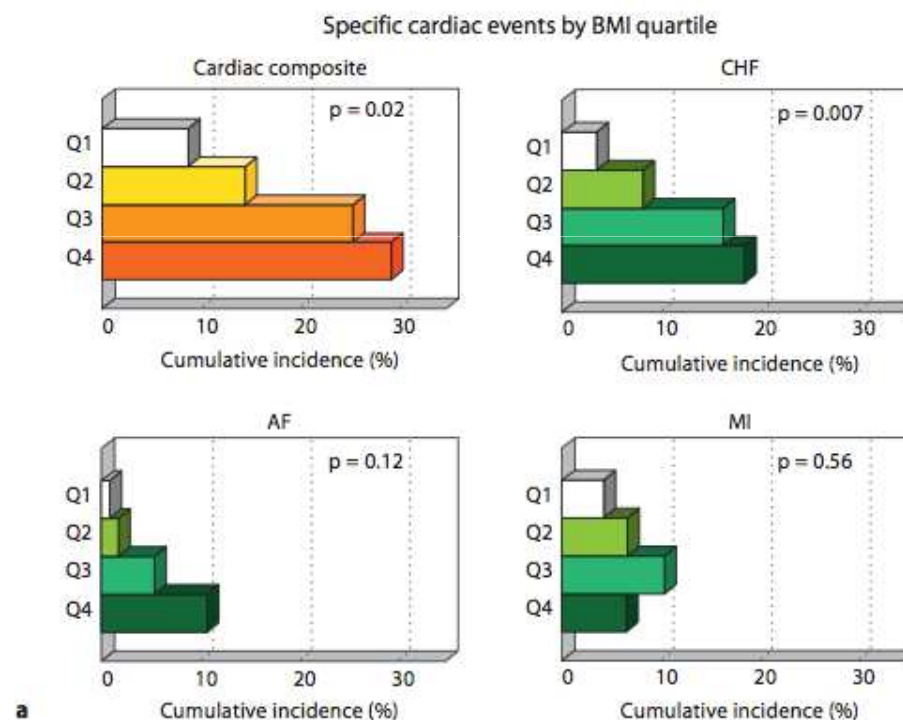 Specific cardiac events by BMI quartile
Cardiac composite
p = 0.02
Q1
Q2
Q3
Q4
0 10 20 30
Cumulative incidence (%)
CHF
p = 0.007
Q1
Q2
Q3
Q4
0 10 20 30
Cumulative incidence (%)
AF
p = 0.12
Q1
Q2
Q3
Q4
0 10 20 30
Cumulative incidence (%)
MI
p = 0.56
Q1
Q2
Q3
Q4
0 10 20 30
Cumulative incidence (%)
a